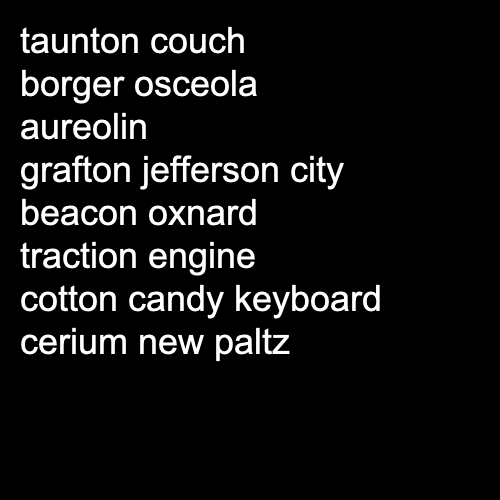 taunton couch
borger osceola
aureolin
grafton jefferson city
beacon oxnard
traction engine
cotton candy keyboard
cerium new paltz